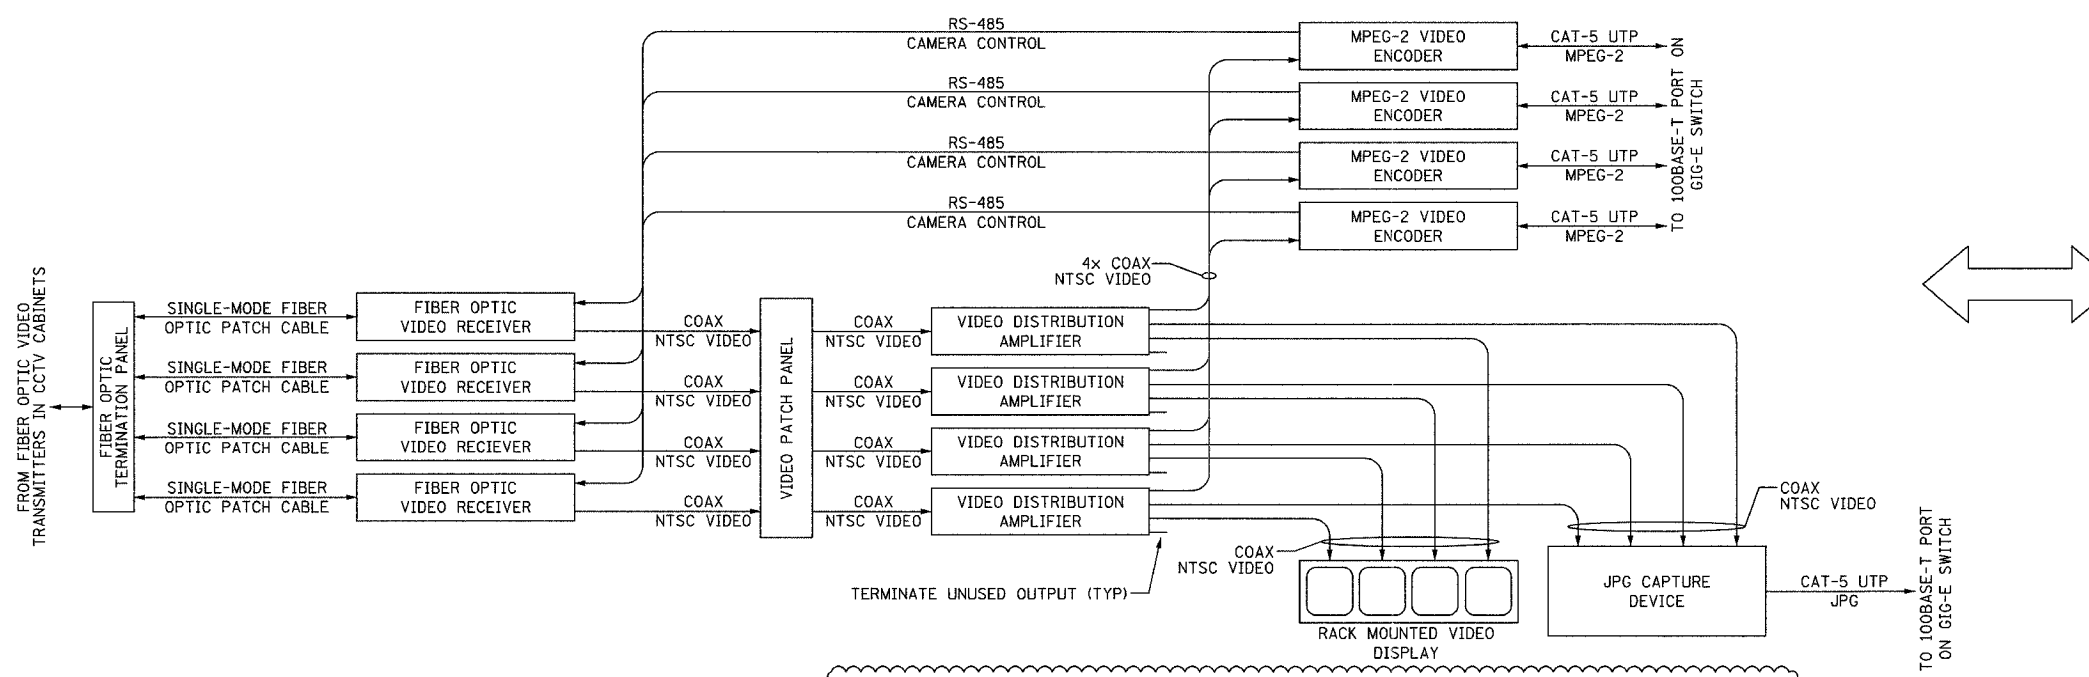 RS-485
CAMERA CONTROL
MPEG-2 VIDEO
ENCODER
CAT-5 UTP
MPEG-2
RS-485
CAMERA CONTROL
MPEG-2 VIDEO
ENCODER
CAT-5 UTP
MPEG-2
RS-485
CAMERA CONTROL
MPEG-2 VIDEO
ENCODER
CAT-5 UTP
MPEG-2
RS-485
CAMERA CONTROL
MPEG-2 VIDEO
ENCODER
CAT-5 UTP
MPEG-2
TO 100BASE-T PORT ON
GIG-E SWITCH
4x COAX
NTSC VIDEO
FROM FIBER OPTIC VIDEO
TRANSMITTERS IN CCTV CABINETS
FIBER OPTIC
TERMINATION PANEL
SINGLE-MODE FIBER
OPTIC PATCH CABLE
FIBER OPTIC
VIDEO RECEIVER
COAX
NTSC VIDEO
SINGLE-MODE FIBER
OPTIC PATCH CABLE
FIBER OPTIC
VIDEO RECEIVER
COAX
NTSC VIDEO
SINGLE-MODE FIBER
OPTIC PATCH CABLE
FIBER OPTIC
VIDEO RECIEVER
COAX
NTSC VIDEO
SINGLE-MODE FIBER
OPTIC PATCH CABLE
FIBER OPTIC
VIDEO RECEIVER
COAX
NTSC VIDEO
VIDEO PATCH PANEL
COAX
NTSC VIDEO
VIDEO DISTRIBUTION
AMPLIFIER
COAX
NTSC VIDEO
VIDEO DISTRIBUTION
AMPLIFIER
COAX
NTSC VIDEO
VIDEO DISTRIBUTION
AMPLIFIER
COAX
NTSC VIDEO
VIDEO DISTRIBUTION
AMPLIFIER
TERMINATE UNUSED OUTPUT (TYP)
COAX
NTSC VIDEO
RACK MOUNTED VIDEO
DISPLAY
COAX
NTSC VIDEO
JPG CAPTURE
DEVICE
CAT-5 UTP
JPG
TO 100BASE-T PORT
ON GIG-E SWITCH